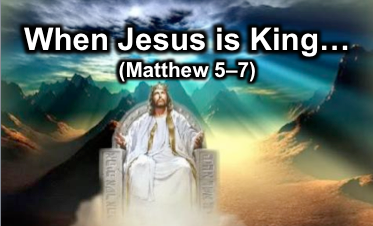 When Jesus is King…
(Matthew 5–7)